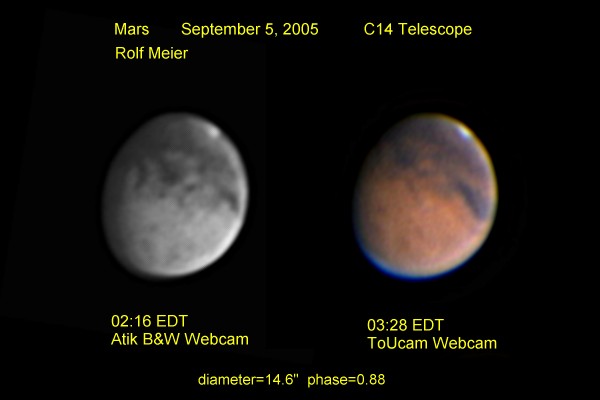 Mars September 5, 2005 C14 Telescope
Rolf Meier
02:16 EDT
Atik B&W Webcam
03:28 EDT
ToUcam Webcam
diameter=14.6" phase=0.88